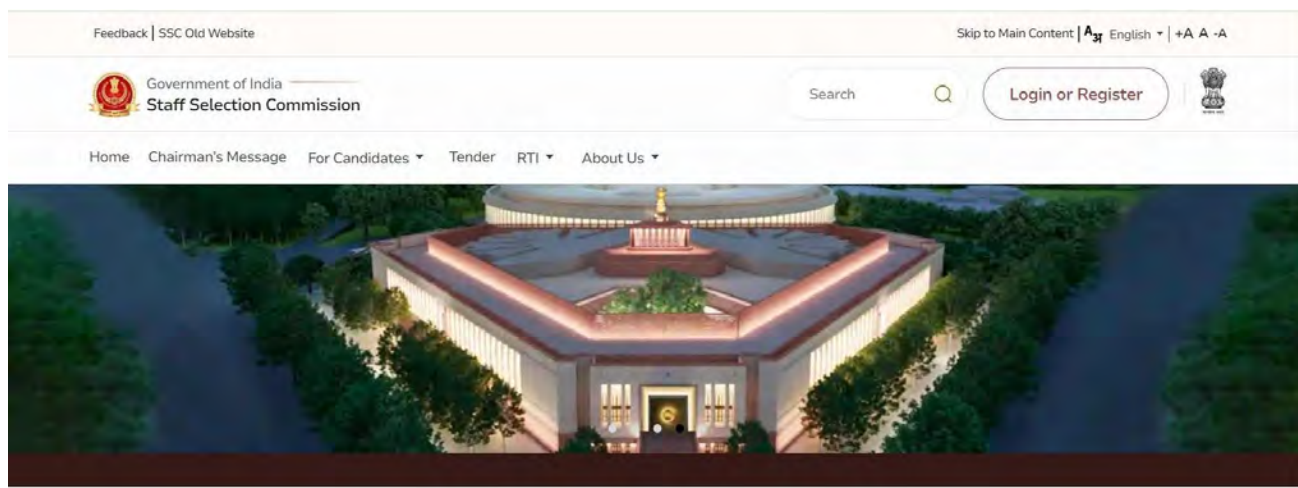 Feedback | SSC Old Website
Skip to Main Content | Aअ English | +A A -A
Government of India
Staff Selection Commission
Search
Login or Register
Home Chairman's Message For Candidates Tender RTI About Us